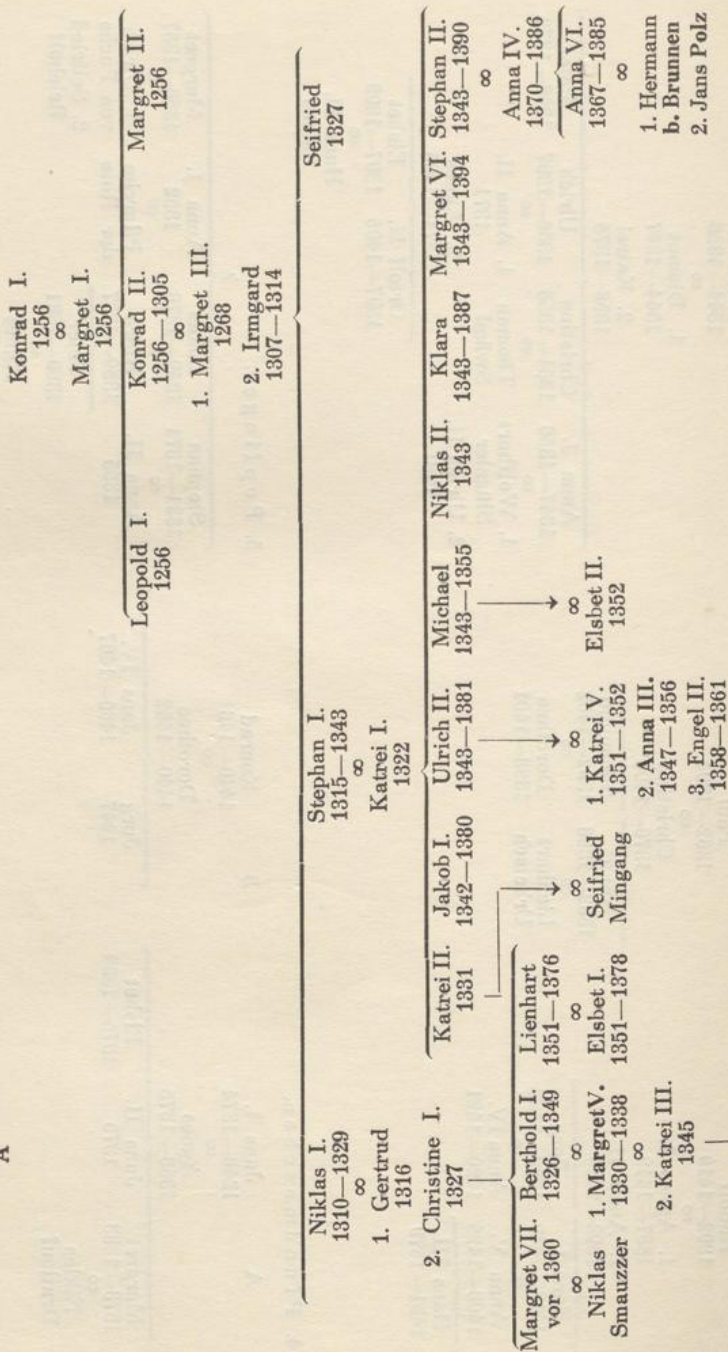 A
Konrad I.
1256
∞
Margret I.
1256
Leopold I.
1256
Konrad II.
1256—1305
∞
1. Margret III.
1268
2. Irmgard
1307—1314
Margret II.
1256
Niklas I.
1310—1329
∞
1. Gertrud
1316
2. Christine I.
1327
Stephan I.
1315—1343
∞
Katrei I.
1322
Seifried
1327
Katrei II.
1331
∞
Seifried
Mingang
Jakob I.
1342—1380
Ulrich II.
1343—1381
∞
1. Katrei V.
1351—1352
2. Anna III.
1347—1356
3. Engel II.
1358—1361
Michael
1343—1355
∞
Elsbet II.
1352
Niklas II.
1343
Klara
1343—1387
Margret VI.
1343—1394
Stephan II.
1343—1390
∞
Anna IV.
1370—1386
Anna VI.
1367—1385
∞
1. Hermann
b. Brunnen
2. Jans Polz
Margret VII.
vor 1360
∞
Niklas
Smauzzer
Berthold I.
1326—1349
∞
1. Margret V.
1330—1338
∞
2. Katrei III.
1345
Lienhart
1351—1376
∞
Elsbet I.
1351—1378